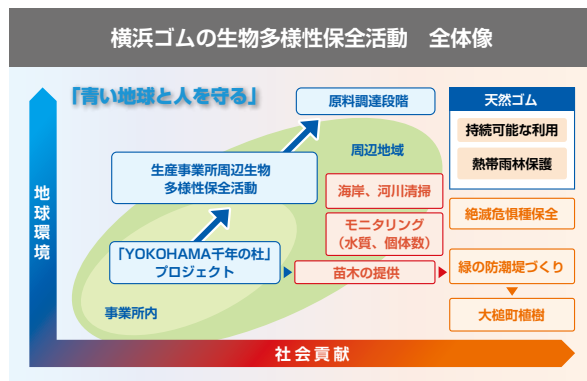 横浜ゴムの生物多様性保全活動　全体像
「青い地球と人を守る」
原料調達段階
天然ゴム
持続可能な利用
熱帯雨林保護
周辺地域
生産事業所周辺生物
多様性保全活動
海岸、河川清掃
絶滅危惧種保全
モニタリング
（水質、個体数）
「YOKOHAMA千年の杜」
プロジェクト
苗木の提供
緑の防潮堤づくり
事業所内
大槌町植樹
地球環境
社会貢献